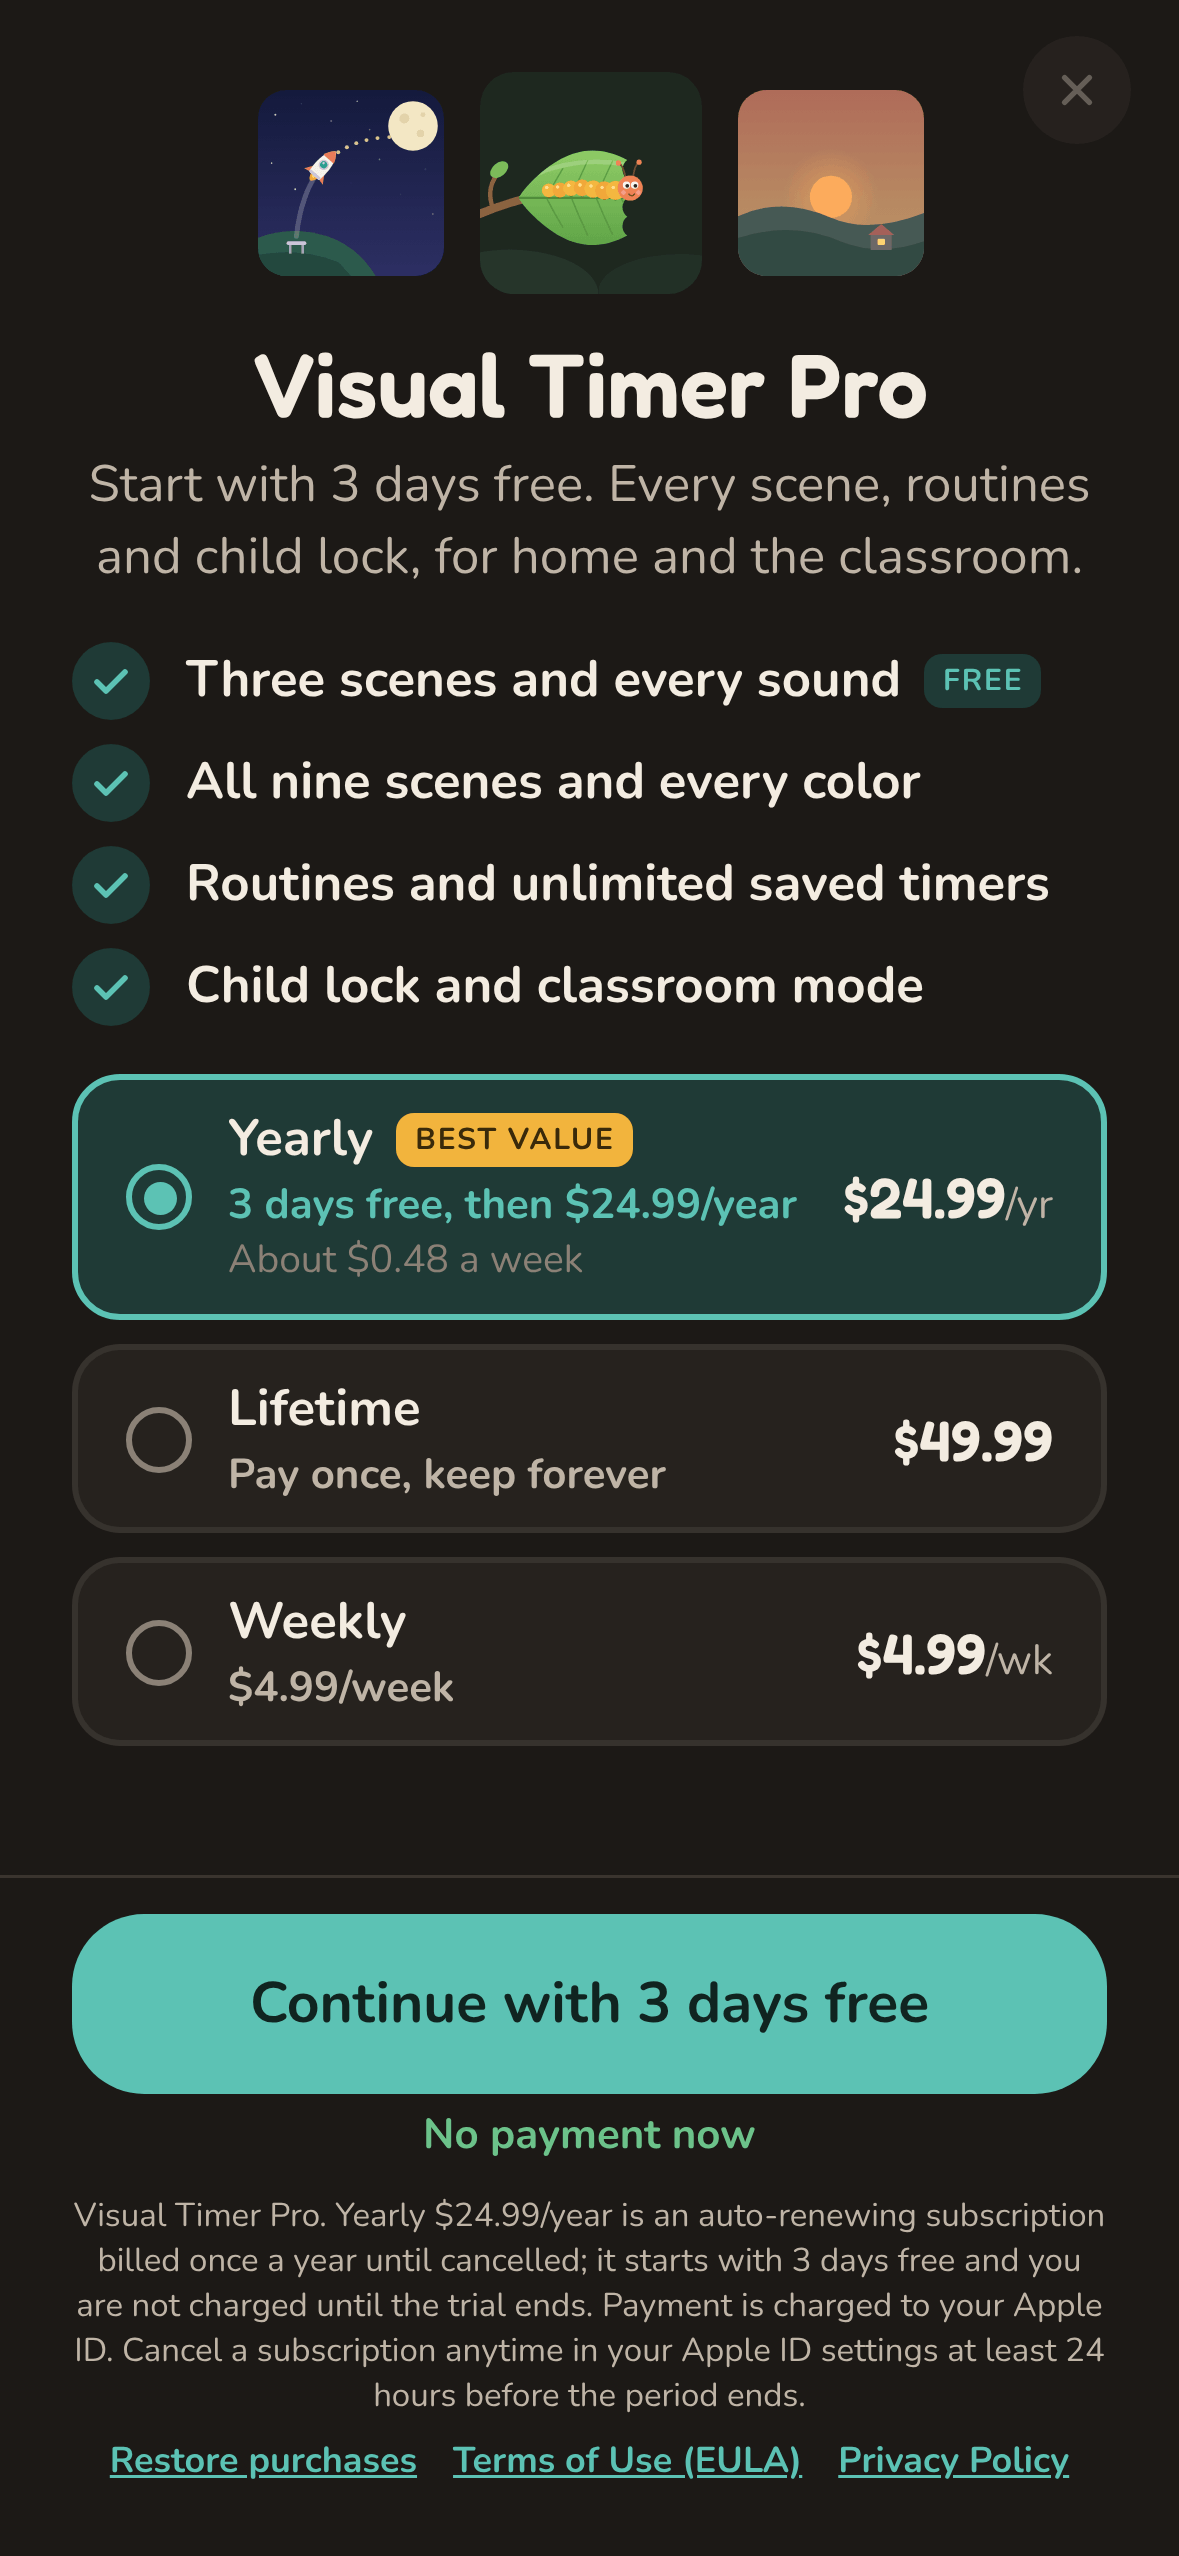 Visual Timer Pro
Start with 3 days free. Every scene, routines
and child lock, for home and the classroom.
Three scenes and every sound FREE
All nine scenes and every color
Routines and unlimited saved timers
Child lock and classroom mode
Yearly BEST VALUE
3 days free, then $24.99/year $24.99/yr
About $0.48 a week
Lifetime
Pay once, keep forever $49.99
Weekly
$4.99/week $4.99/wk
Continue with 3 days free
No payment now
Visual Timer Pro. Yearly $24.99/year is an auto-renewing subscription
billed once a year until cancelled; it starts with 3 days free and you
are not charged until the trial ends. Payment is charged to your Apple
ID. Cancel a subscription anytime in your Apple ID settings at least 24
hours before the period ends.
Restore purchases Terms of Use (EULA) Privacy Policy